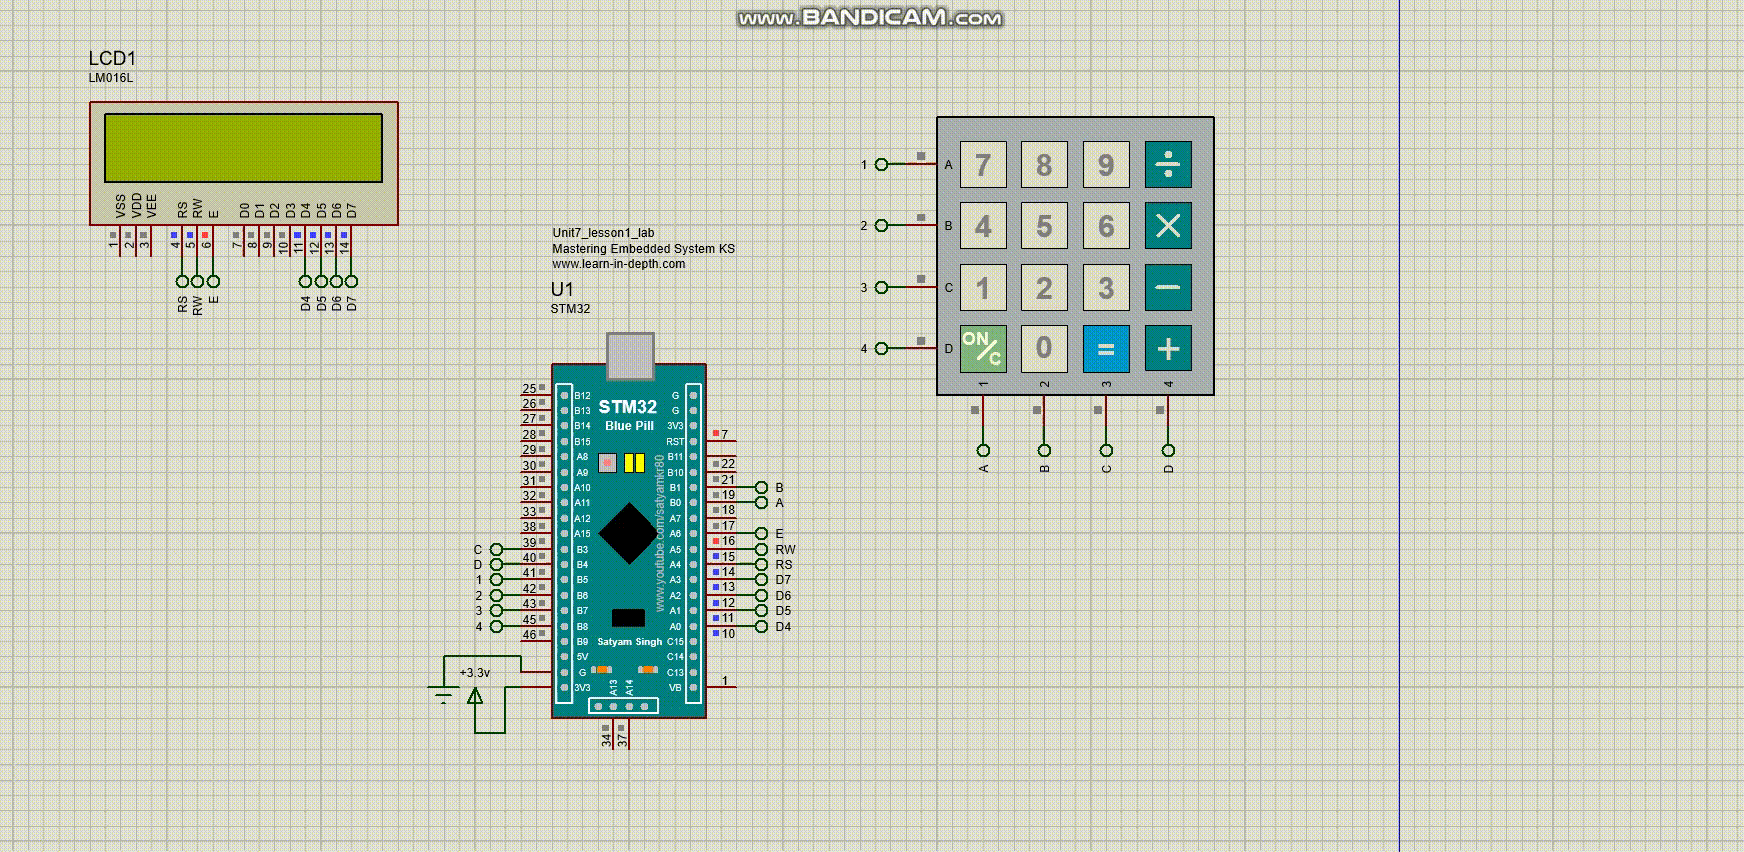 www.BANDICAM.com
LCD1
LM016L
VSS VDD VEE RS RW E D0 D1 D2 D3 D4 D5 D6 D7
1 2 3 4 5 6 7 8 9 10 11 12 13 14
RS RW E D4 D5 D6 D7
Unit7_lesson1_lab
Mastering Embedded System KS
www.learn-in-depth.com
U1
STM32
1 A 7 8 9 ÷
2 B 4 5 6 ×
3 C 1 2 3 −
4 D ON/C 0 = +
1 2 3 4
A B C D
STM32
Blue Pill
www.youtube.com/satyamkr80
Satyam Singh
25 B12 G
26 B13 G
27 B14 3V3
28 B15 RST 7
29 A8 B11
30 A9 B10 22
31 A10 B1 21 B
32 A11 B0 19 A
33 A12 A7 18
38 A15 A6 17 E
C 39 B3 A5 16 RW
D 40 B4 A4 15 RS
1 41 B5 A3 14 D7
2 42 B6 A2 13 D6
3 43 B7 A1 12 D5
4 45 B8 A0 11 D4
46 B9 C15 10
5V C14
+3.3v G C13
3V3 VB 1
A13 A14
34 37